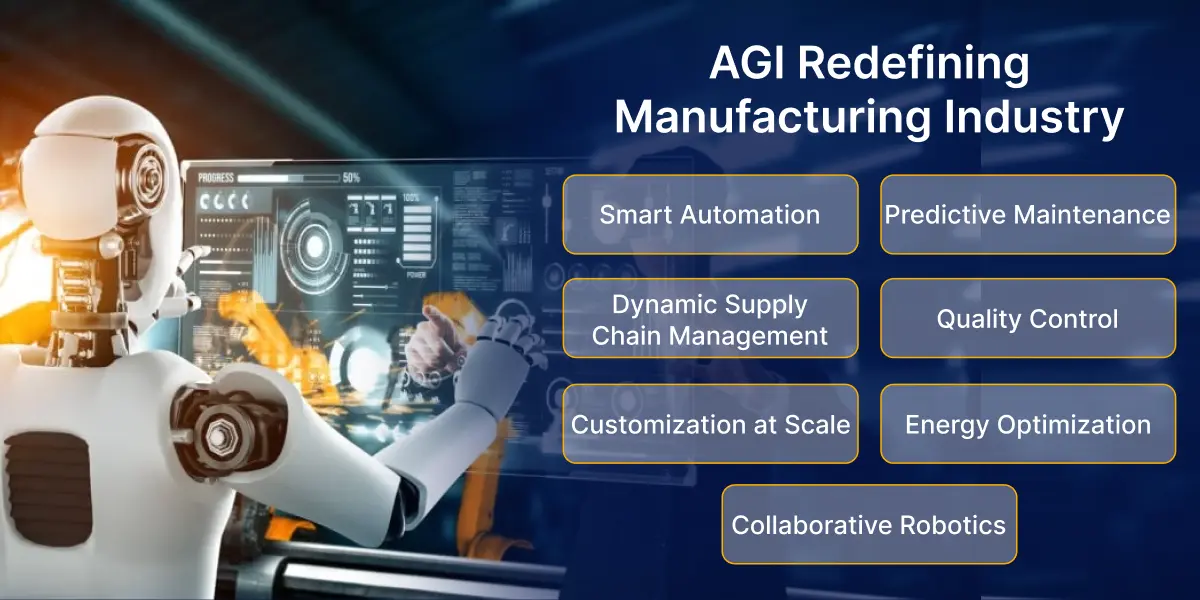 AGI Redefining
Manufacturing Industry
PROGRESS 50%
100%
POWER
Smart Automation
Predictive Maintenance
Dynamic Supply
Chain Management
Quality Control
Customization at Scale
Energy Optimization
Collaborative Robotics